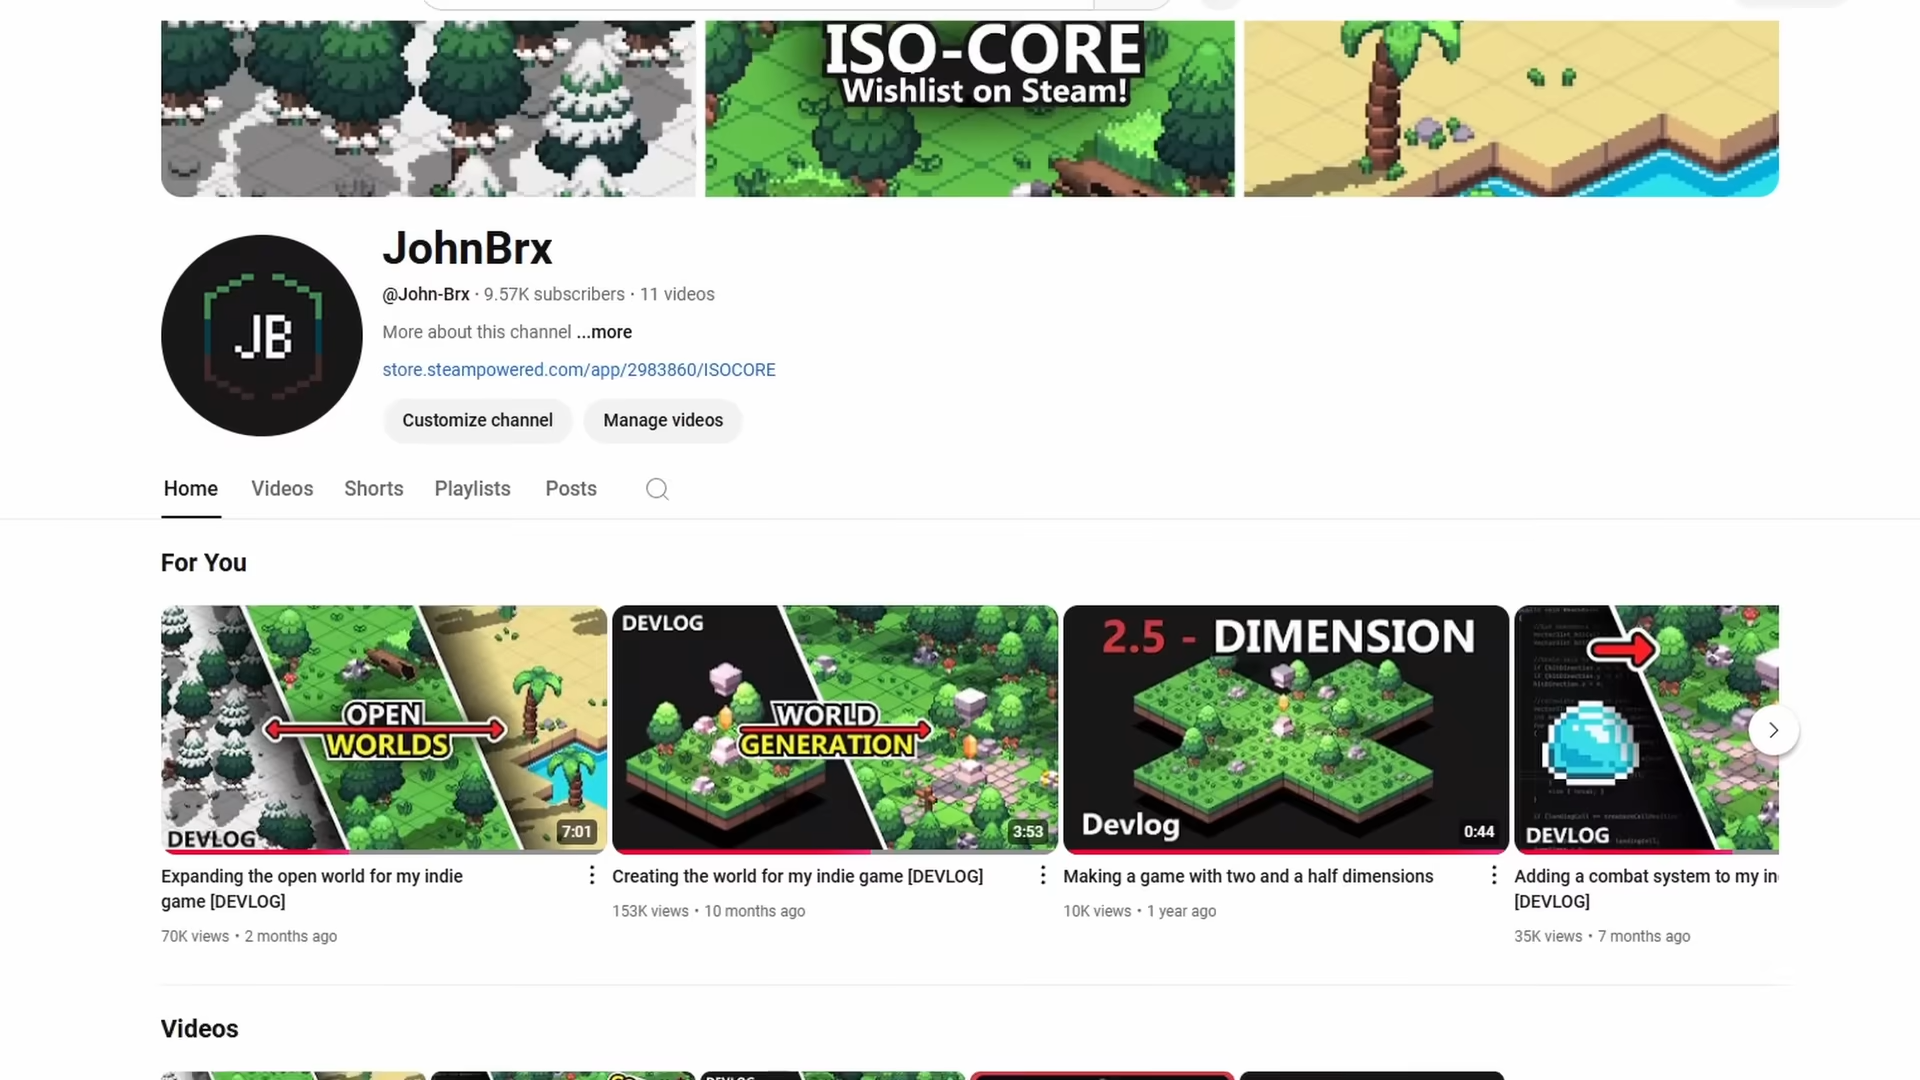 ISO-CORE
Wishlist on Steam!
JB
JohnBrx
@John-Brx · 9.57K subscribers · 11 videos
More about this channel ...more
store.steampowered.com/app/2983860/ISOCORE
Customize channel
Manage videos
Home
Videos
Shorts
Playlists
Posts
For You
OPEN
WORLDS
DEVLOG
7:01
DEVLOG
WORLD
GENERATION
3:53
2.5 - DIMENSION
Devlog
0:44
DEVLOG
Expanding the open world for my indie
game [DEVLOG]
70K views • 2 months ago
Creating the world for my indie game [DEVLOG]
153K views • 10 months ago
Making a game with two and a half dimensions
10K views • 1 year ago
Adding a combat system to my in
[DEVLOG]
35K views • 7 months ago
Videos